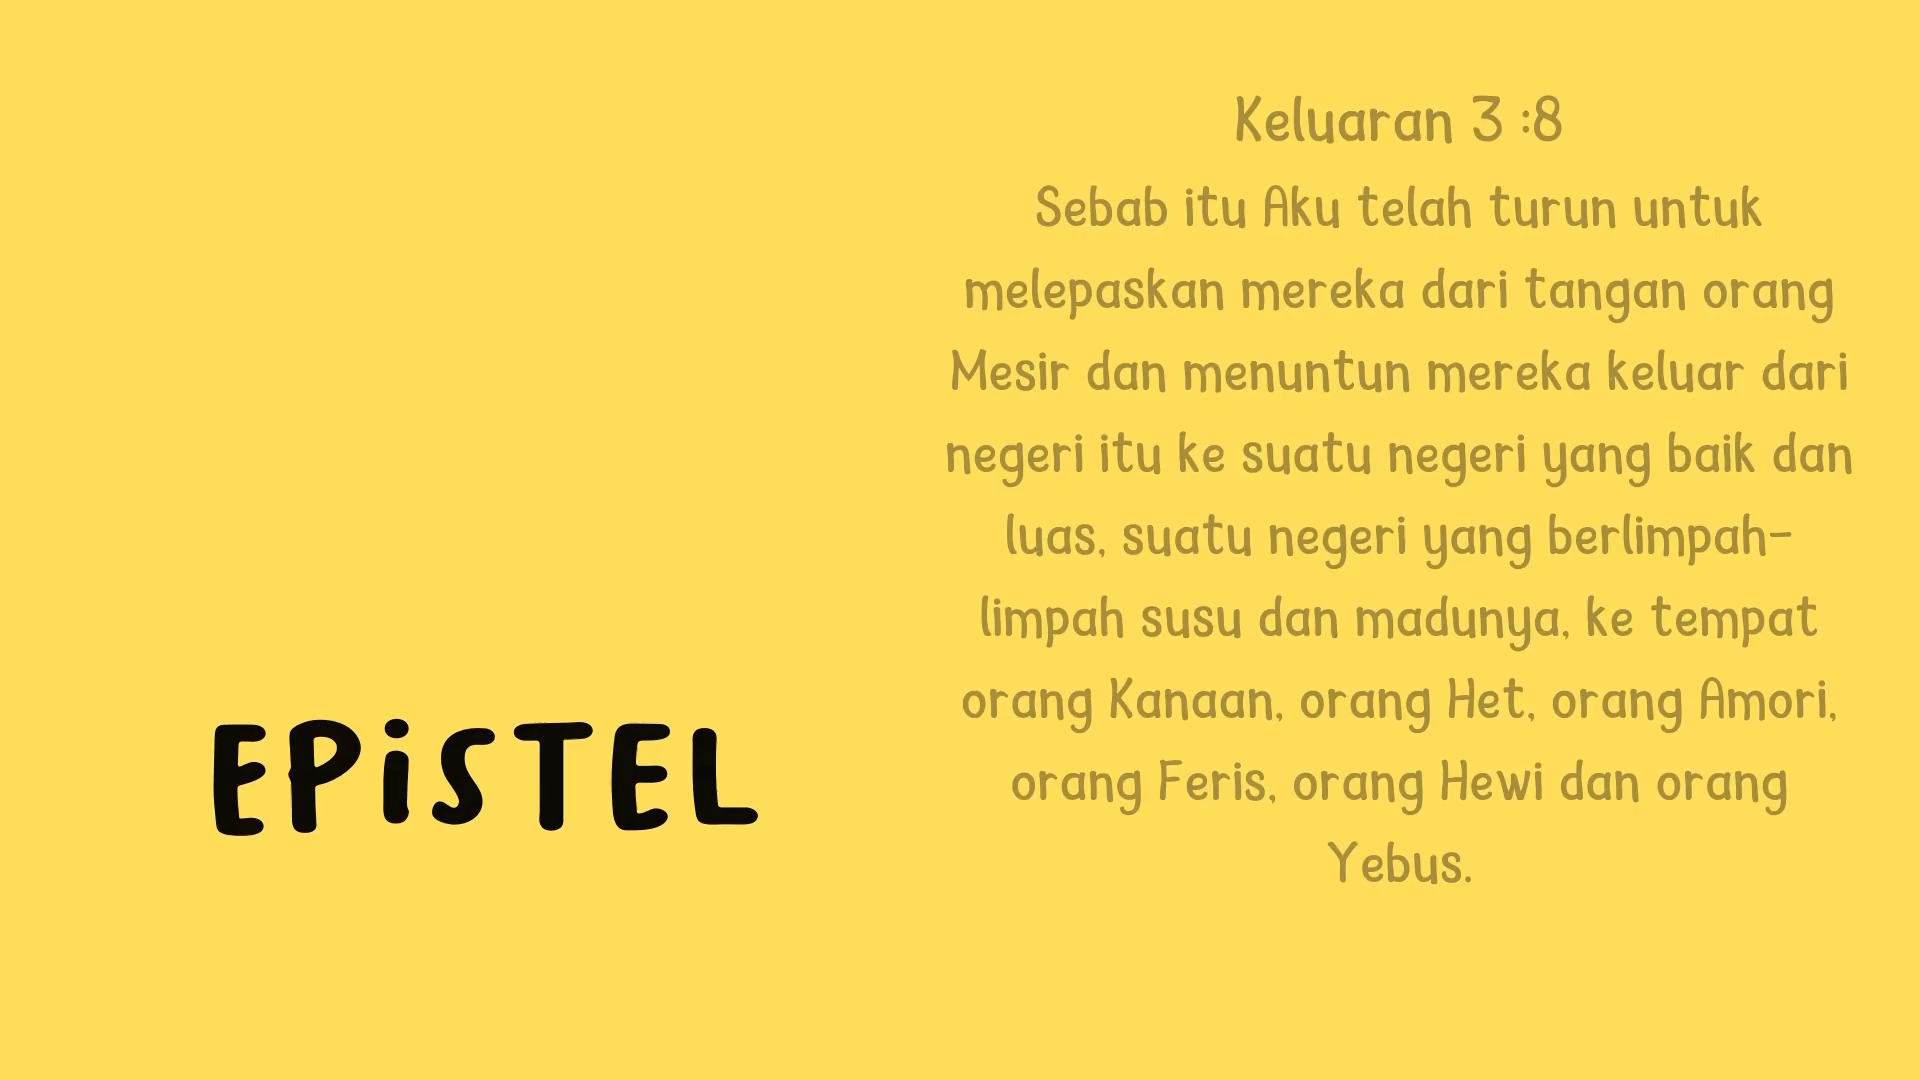 EPiSTEL
Keluaran 3 :8
Sebab itu Aku telah turun untuk
melepaskan mereka dari tangan orang
Mesir dan menuntun mereka keluar dari
negeri itu ke suatu negeri yang baik dan
luas, suatu negeri yang berlimpah-
limpah susu dan madunya, ke tempat
orang Kanaan, orang Het, orang Amori,
orang Feris, orang Hewi dan orang
Yebus.